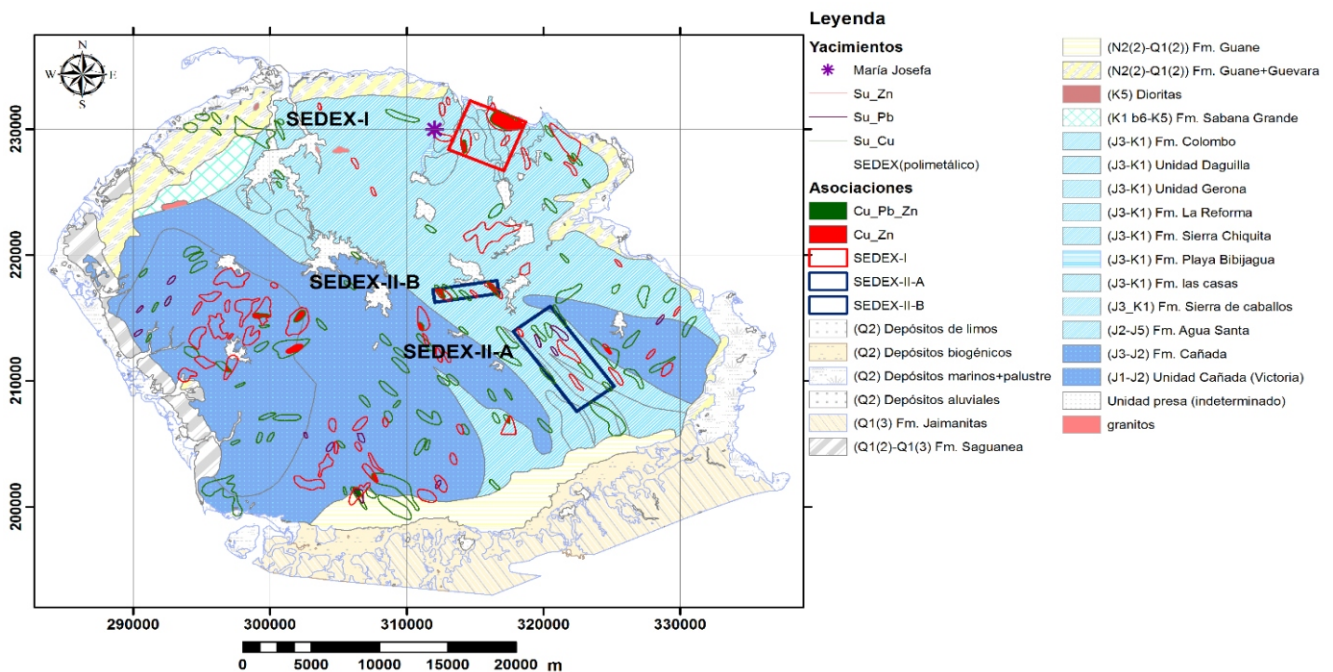 Leyenda
Yacimientos
María Josefa
Su_Zn
Su_Pb
Su_Cu
SEDEX(polimetálico)
Asociaciones
Cu_Pb_Zn
Cu_Zn
SEDEX-I
SEDEX-II-A
SEDEX-II-B
(Q2) Depósitos de limos
(Q2) Depósitos biogénicos
(Q2) Depósitos marinos+palustre
(Q2) Depósitos aluviales
(Q1(3) Fm. Jaimanitas
(Q1(2)-Q1(3) Fm. Saguanea
(N2(2)-Q1(2)) Fm. Guane
(N2(2)-Q1(2)) Fm. Guane+Guevara
(K5) Dioritas
(K1 b6-K5) Fm. Sabana Grande
(J3-K1) Fm. Colombo
(J3-K1) Unidad Daguilla
(J3-K1) Unidad Gerona
(J3-K1) Fm. La Reforma
(J3-K1) Fm. Sierra Chiquita
(J3-K1) Fm. Playa Bibijagua
(J3-K1) Fm. las casas
(J3_K1) Fm. Sierra de caballos
(J2-J5) Fm. Agua Santa
(J3-J2) Fm. Cañada
(J1-J2) Unidad Cañada (Victoria)
Unidad presa (indeterminado)
granitos
N
W E
S
SEDEX-I
SEDEX-II-B
SEDEX-II-A
230000
220000
210000
200000
230000
220000
210000
200000
290000 300000 310000 320000 330000
0 5000 10000 15000 20000 m